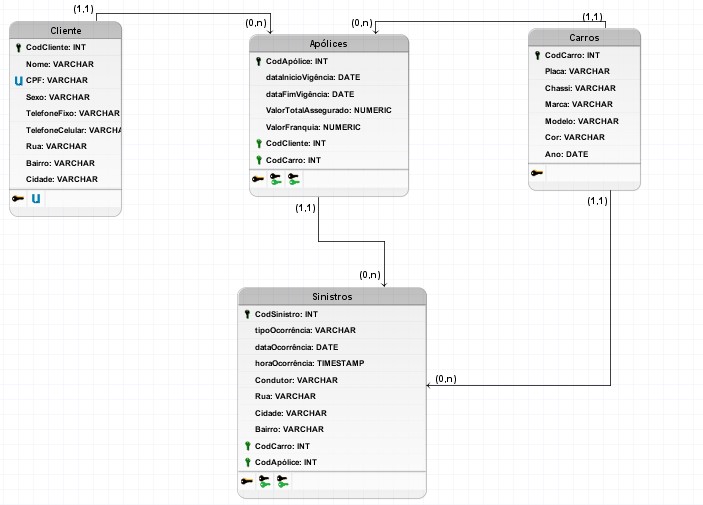 (1,1)
Cliente
CodCliente: INT
Nome: VARCHAR
U CPF: VARCHAR
Sexo: VARCHAR
TelefoneFixo: VARCHAR
TelefoneCelular: VARCHA
Rua: VARCHAR
Bairro: VARCHAR
Cidade: VARCHAR
U
(0,n)
(0,n)
Apólices
CodApólice: INT
dataInicioVigência: DATE
dataFimVigência: DATE
ValorTotalAssegurado: NUMERIC
ValorFranquia: NUMERIC
CodCliente: INT
CodCarro: INT
(1,1)
Carros
CodCarro: INT
Placa: VARCHAR
Chassi: VARCHAR
Marca: VARCHAR
Modelo: VARCHAR
Cor: VARCHAR
Ano: DATE
(1,1)
(1,1)
(0,n)
Sinistros
CodSinistro: INT
tipoOcorrência: VARCHAR
dataOcorrência: DATE
horaOcorrência: TIMESTAMP
Condutor: VARCHAR
Rua: VARCHAR
Cidade: VARCHAR
Bairro: VARCHAR
CodCarro: INT
CodApólice: INT
(0,n)